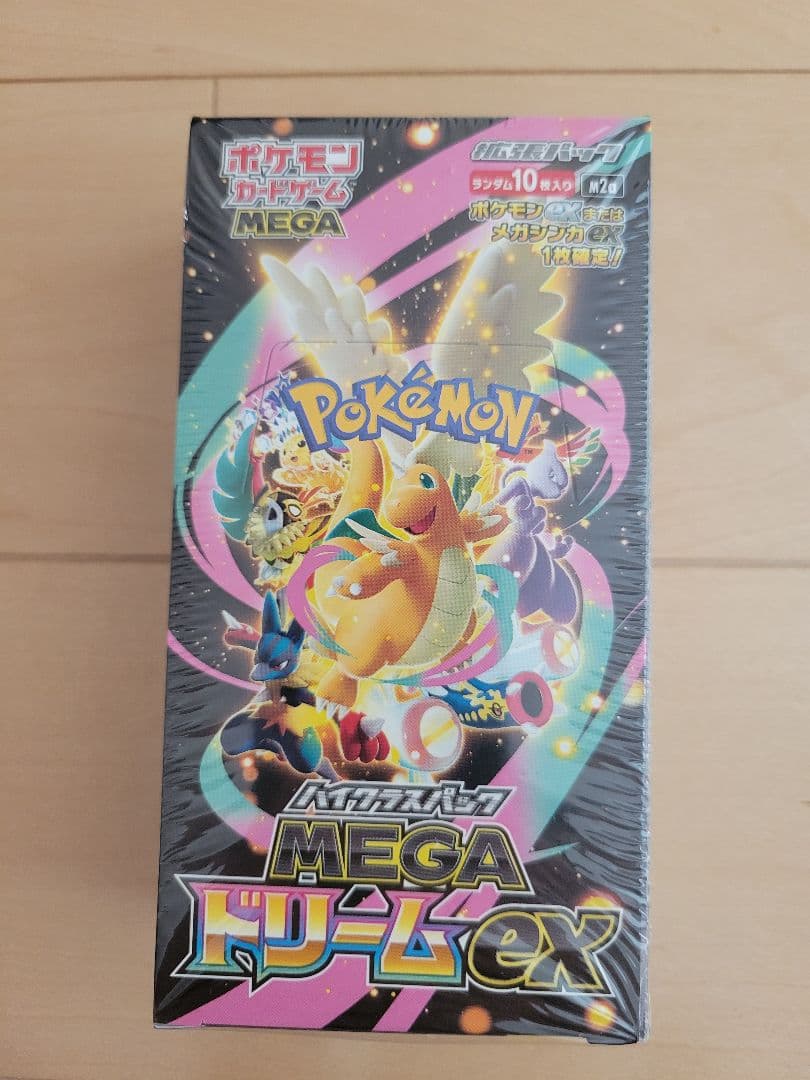 ポケモン
カードゲーム
MEGA
拡張パック
ランダム10枚入り M2a
ポケモンexまたは
メガシンカex
1枚確定!
POKéMON
TM
ハイクラスパック
MEGA
ドリームex